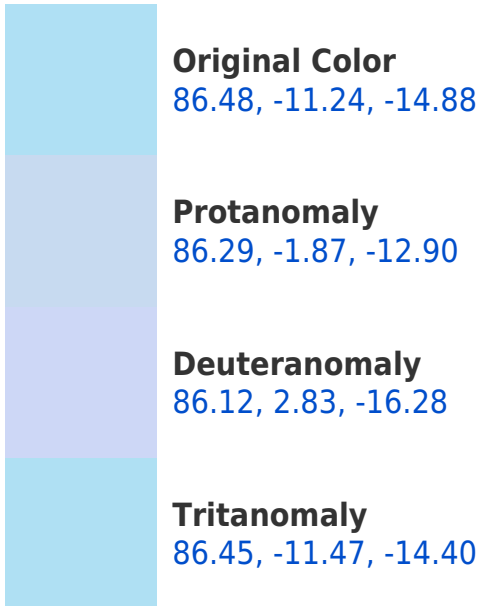 Original Color
86.48, -11.24, -14.88
Protanomaly
86.29, -1.87, -12.90
Deuteranomaly
86.12, 2.83, -16.28
Tritanomaly
86.45, -11.47, -14.40